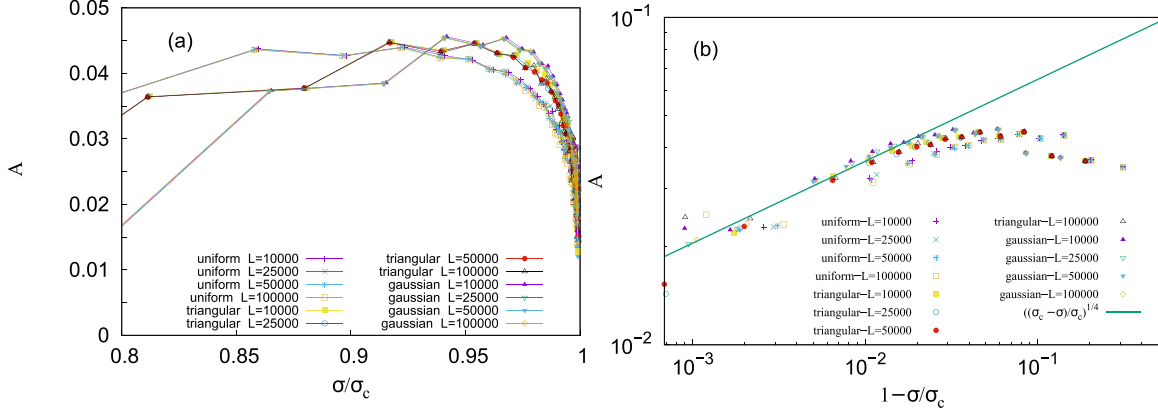 (a)
A
0.05
0.04
0.03
0.02
0.01
0
0.8
0.85
0.9
0.95
1
σ/σc
uniform L=10000
uniform L=25000
uniform L=50000
uniform L=100000
triangular L=10000
triangular L=25000
triangular L=50000
triangular L=100000
gaussian L=10000
gaussian L=25000
gaussian L=50000
gaussian L=100000
(b)
A
10⁻¹
10⁻²
10⁻³
10⁻²
10⁻¹
1−σ/σc
uniform−L=10000
uniform−L=25000
uniform−L=50000
uniform−L=100000
triangular−L=10000
triangular−L=25000
triangular−L=50000
triangular−L=100000
gaussian−L=10000
gaussian−L=25000
gaussian−L=50000
gaussian−L=100000
((σc −σ)/σc)^1/4